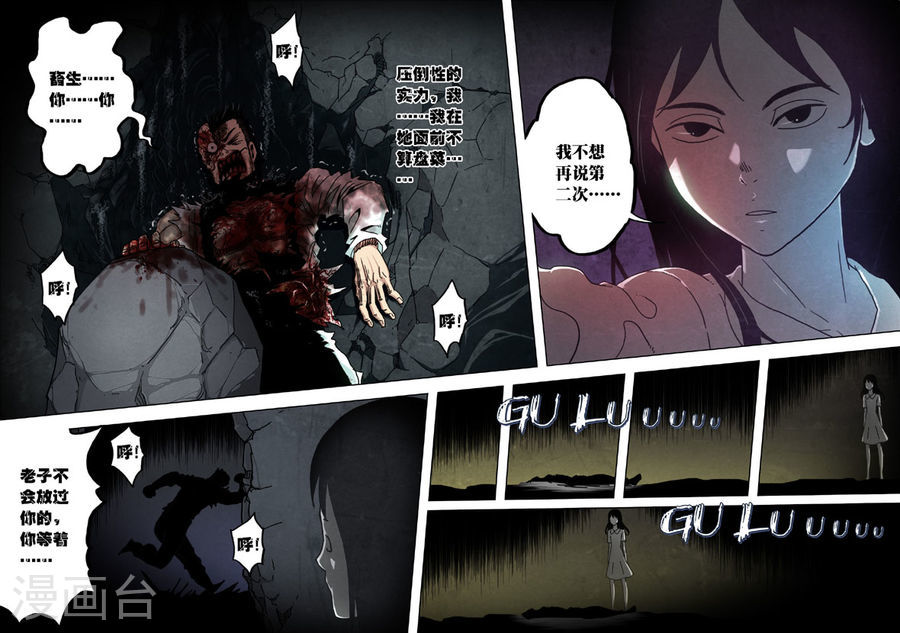 畜生……
你……你
……
呼！
压倒性的
实力，我
……我在
地面前不
算盘菜…
…
呼！
呼！
我不想
再说第
二次……
呼！
老子不
会放过
你的，
你等着
……
呼！
GU LU U U U U
GU LU U U U U
漫画台